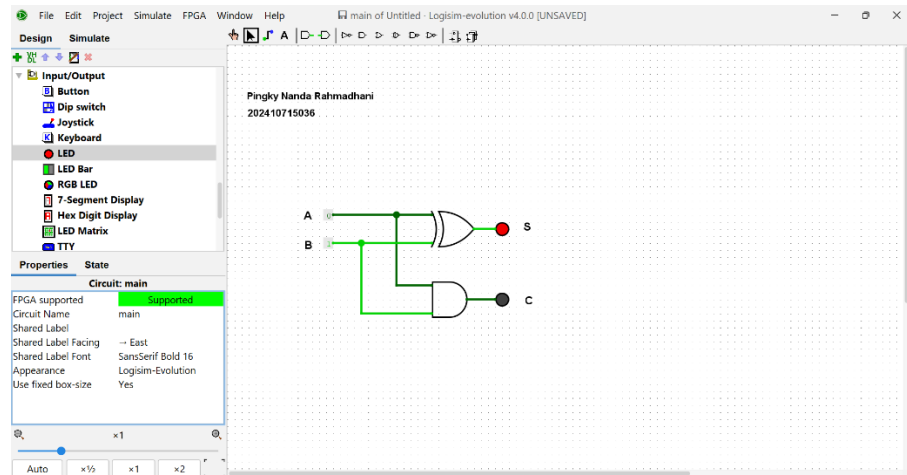 File Edit Project Simulate FPGA Window Help main of Untitled · Logisim-evolution v4.0.0 [UNSAVED]
Design Simulate
A
VH
DL
Input/Output
Button
Dip switch
Joystick
Keyboard
LED
LED Bar
RGB LED
7-Segment Display
Hex Digit Display
LED Matrix
TTY
Properties State
Circuit: main
FPGA supported Supported
Circuit Name main
Shared Label
Shared Label Facing → East
Shared Label Font SansSerif Bold 16
Appearance Logisim-Evolution
Use fixed box-size Yes
×1
Auto ×½ ×1 ×2
Pingky Nanda Rahmadhani
202410715036
A 0 S
B 1
C